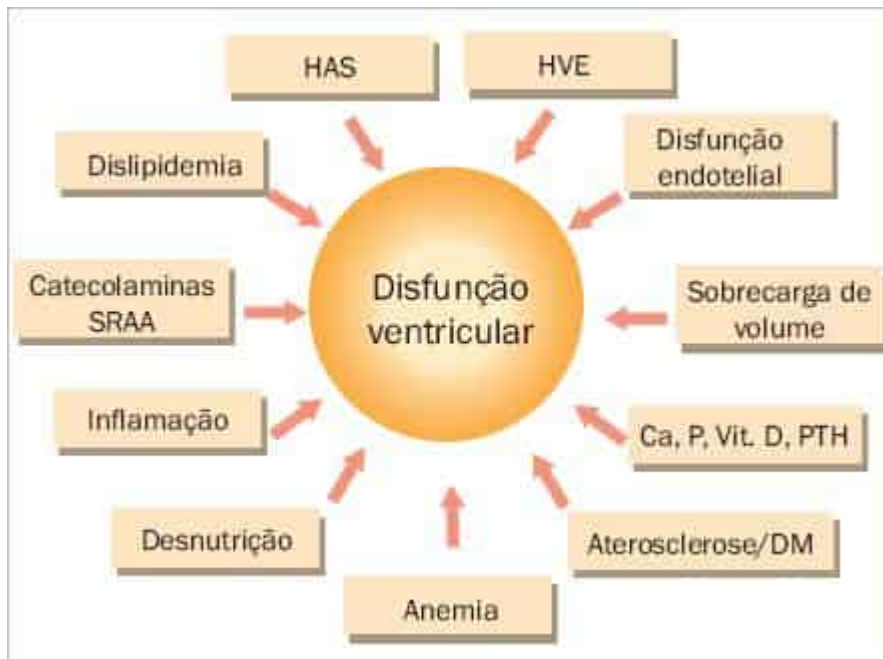 HAS
HVE
Dislipidemia
Disfunção
endotelial
Catecolaminas
SRAA
Disfunção
ventricular
Sobrecarga de
volume
Inflamação
Ca, P, Vit. D, PTH
Desnutrição
Aterosclerose/DM
Anemia